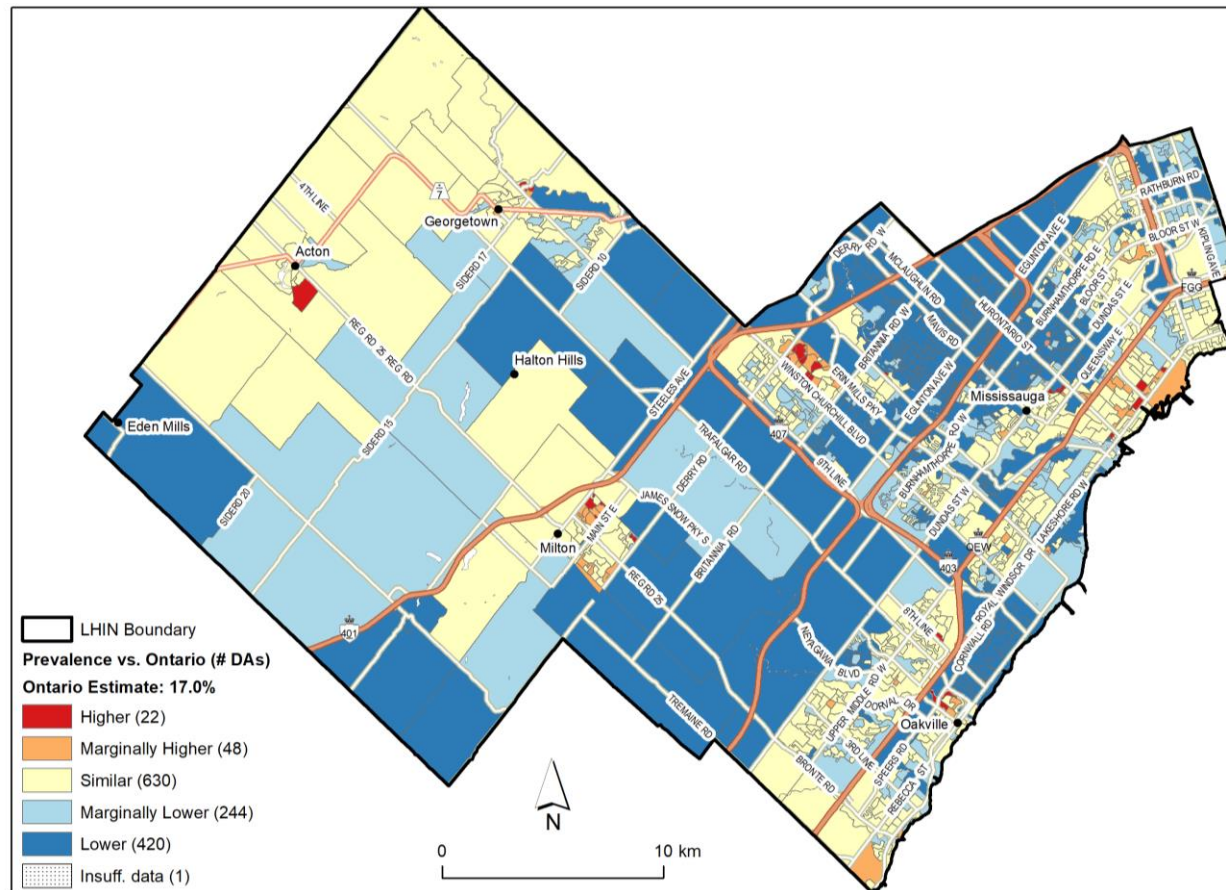 4TH LINE
7
Georgetown
Acton
SIDERD 17
SIDERD 10
REG RD 25
REG RD
Halton Hills
STEELES AVE
Eden Mills
SIDERD 15
SIDERD 20
401
Milton
MAIN ST E
JAMES SNOW PKY S
DERRY RD
BRITANNIA RD
REG RD 25
TRAFALGAR RD
407
9TH LINE
TREMAINE RD
NEYAGAWA BLVD
DERRY RD W
MCLAUGHLIN RD
MAVIS RD
HURONTARIO ST
EGLINTON AVE E
BURNHAMTHORPE RD E
BLOOR ST
DUNDAS ST E
RATHBURN RD
BLOOR ST W
KIPLING AVE
FGG
QUEENSWAY E
BRITANNIA RD W
ERIN MILLS PKY
WINSTON CHURCHILL BLVD
EGLINTON AVE W
Mississauga
BURNHAMTHORPE RD W
DUNDAS ST W
QEW
403
LAKESHORE RD W
ROYAL WINDSOR DR
CORNWALL RD
8TH LINE
UPPER MIDDLE RD W
DORVAL DR
3RD LINE
SPEERS RD
REBECCA ST
BRONTE RD
Oakville
LHIN Boundary
Prevalence vs. Ontario (# DAs)
Ontario Estimate: 17.0%
Higher (22)
Marginally Higher (48)
Similar (630)
Marginally Lower (244)
Lower (420)
Insuff. data (1)
N
0 10 km